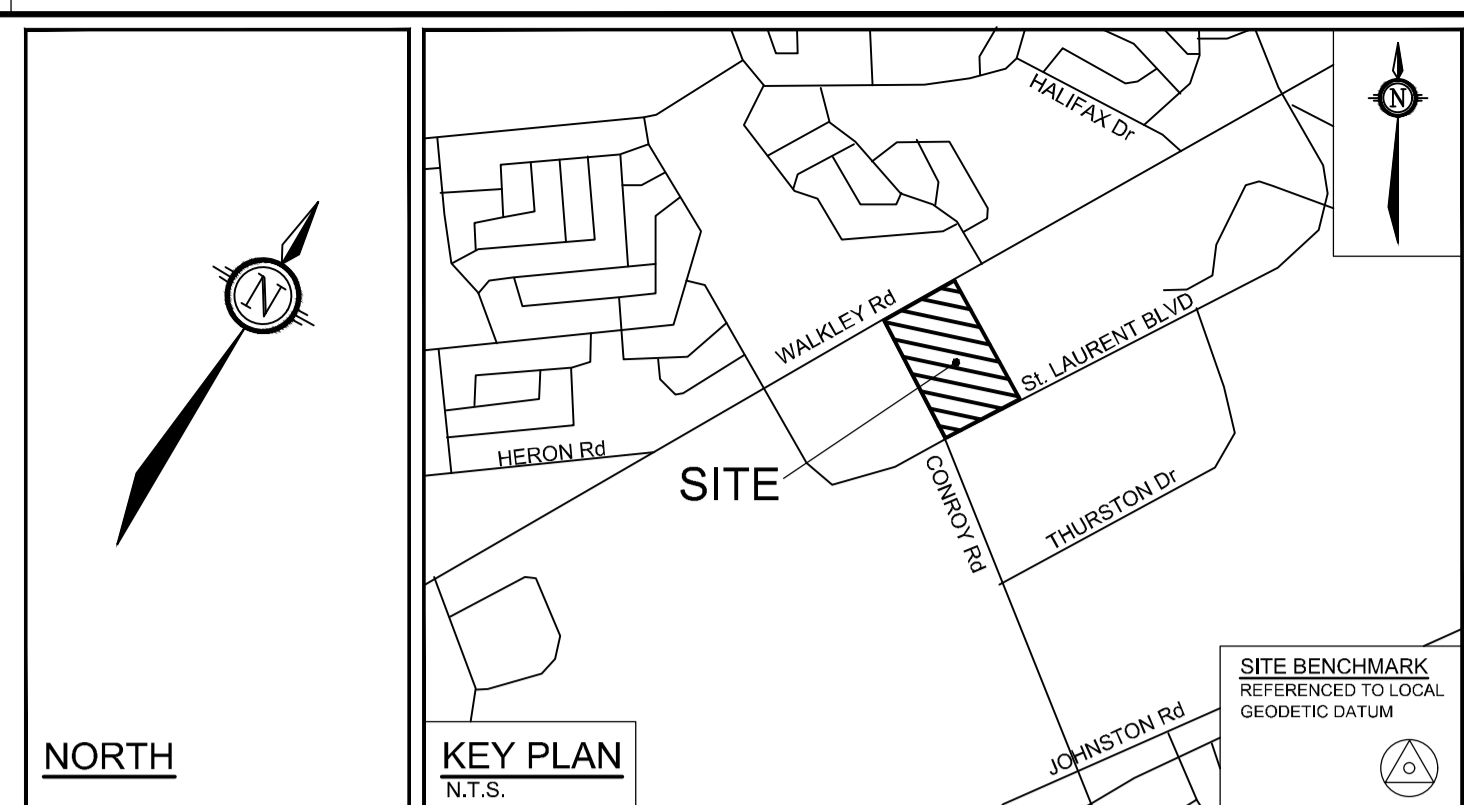 N
NORTH
HALIFAX Dr
N
WALKLEY Rd
St. LAURENT BLVD
HERON Rd
SITE
CONROY Rd
THURSTON Dr
JOHNSTON Rd
KEY PLAN
N.T.S.
SITE BENCHMARK
REFERENCED TO LOCAL
GEODETIC DATUM